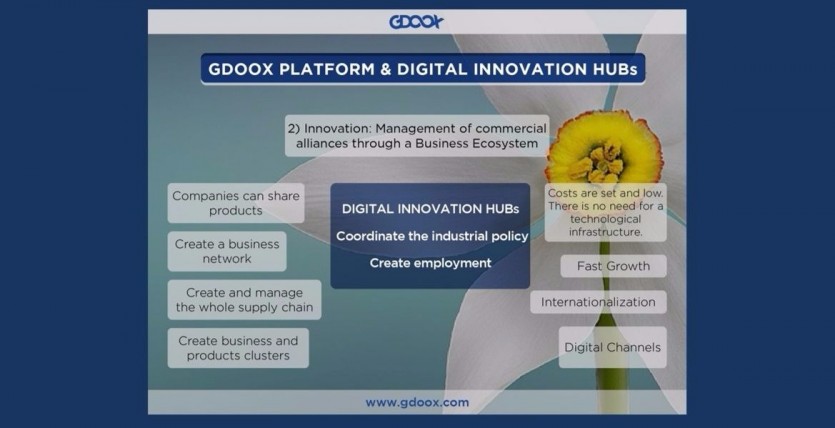 GDOOX
GDOOX PLATFORM & DIGITAL INNOVATION HUBs
2) Innovation: Management of commercial
alliances through a Business Ecosystem
Companies can share
products
Create a business
network
Create and manage
the whole supply chain
Create business and
products clusters
DIGITAL INNOVATION HUBs
Coordinate the industrial policy
Create employment
Costs are set and low.
There is no need for a
technological
infrastructure.
Fast Growth
Internationalization
Digital Channels
www.gdoox.com